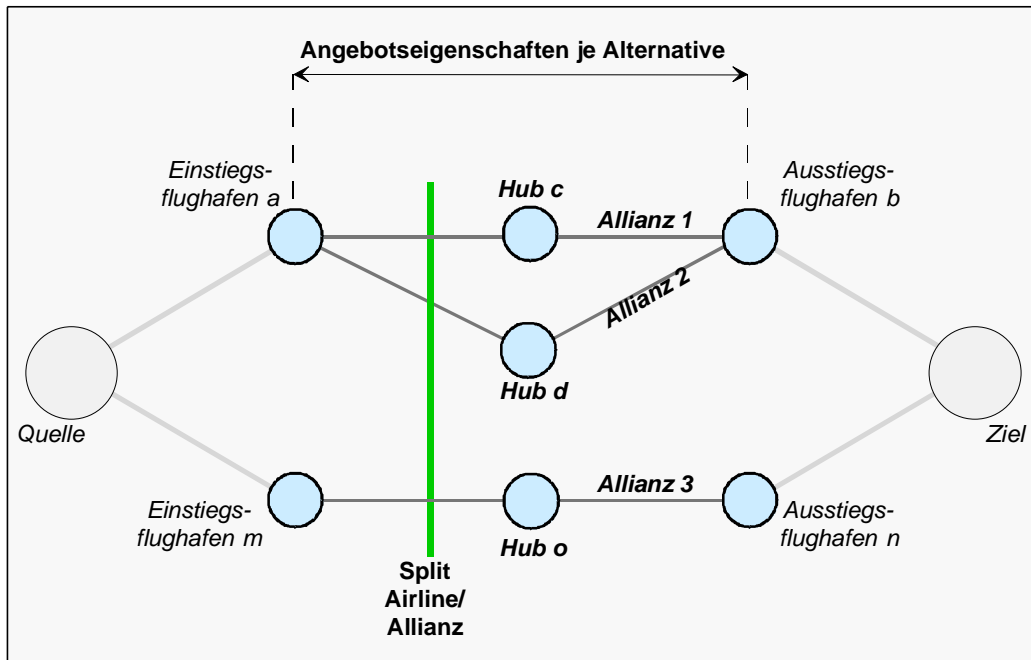 Angebotseigenschaften je Alternative
Einstiegs-
flughafen a
Hub c
Allianz 1
Ausstiegs-
flughafen b
Allianz 2
Hub d
Quelle
Ziel
Einstiegs-
flughafen m
Hub o
Allianz 3
Ausstiegs-
flughafen n
Split
Airline/
Allianz